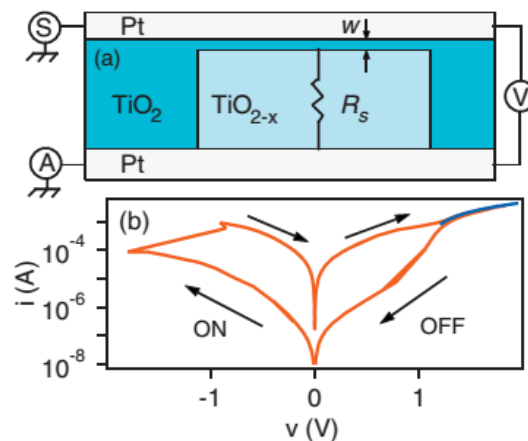 S
Pt
w
(a)
TiO2
TiO2-x
Rs
V
A
Pt
(b)
i (A)
10-4
10-6
10-8
ON
OFF
-1
0
1
v (V)